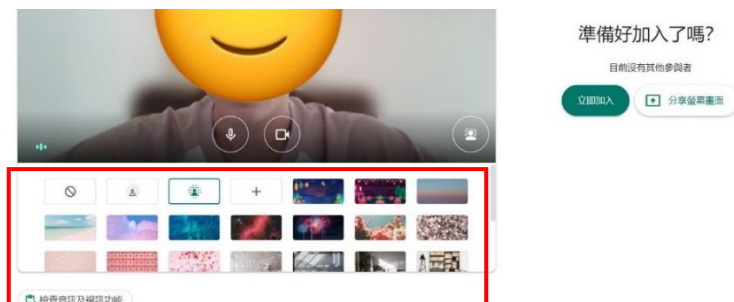 準備好加入了嗎?
目前沒有其他參與者
立即加入
分享螢幕畫面
檢查音訊及視訊功能